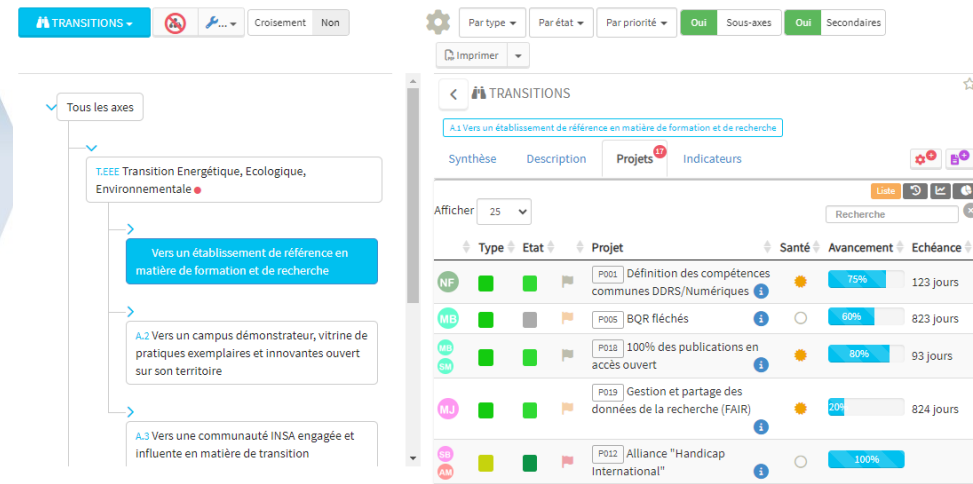 TRANSITIONS
...
Croisement Non
Par type
Par état
Par priorité
Oui Sous-axes
Oui Secondaires
Imprimer
Tous les axes
T.EEE Transition Energétique, Ecologique,
Environnementale
Vers un établissement de référence en
matière de formation et de recherche
A.2 Vers un campus démonstrateur, vitrine de
pratiques exemplaires et innovantes ouvert
sur son territoire
A.3 Vers une communauté INSA engagée et
influente en matière de transition
TRANSITIONS
A.1 Vers un établissement de référence en matière de formation et de recherche
Synthèse Description Projets 17 Indicateurs
Liste
Afficher 25
Recherche
Type Etat Projet Santé Avancement Echéance
NF P001 Définition des compétences 75% 123 jours
communes DDRS/Numériques
MB P005 BQR fléchés 60% 823 jours
MB P018 100% des publications en 80% 93 jours
SM accès ouvert
P019 Gestion et partage des
MJ données de la recherche (FAIR) 20% 824 jours
SB P012 Alliance "Handicap 100%
AM International"